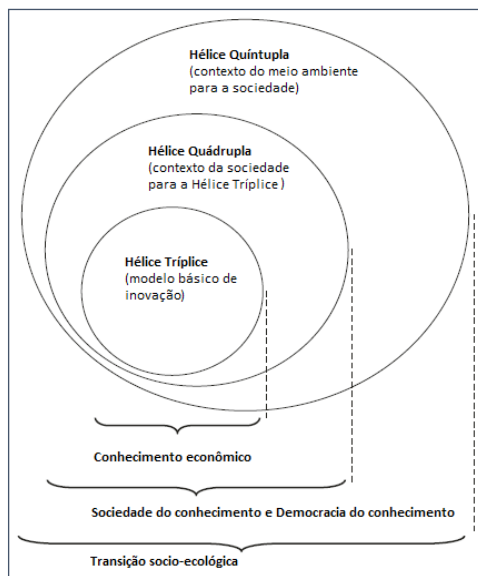 Hélice Quíntupla
(contexto do meio ambiente
para a sociedade)
Hélice Quádrupla
(contexto da sociedade
para a Hélice Tríplice)
Hélice Tríplice
(modelo básico de
inovação)
Conhecimento econômico
Sociedade do conhecimento e Democracia do conhecimento
Transição socio-ecológica